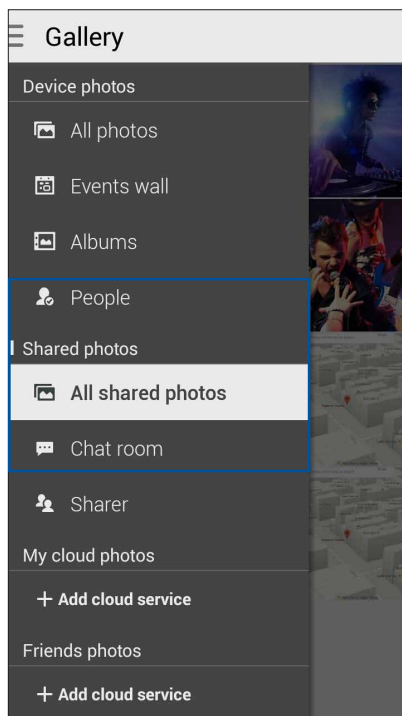 Gallery
Device photos
All photos
Events wall
Albums
People
Shared photos
All shared photos
Chat room
Sharer
My cloud photos
+ Add cloud service
Friends photos
+ Add cloud service